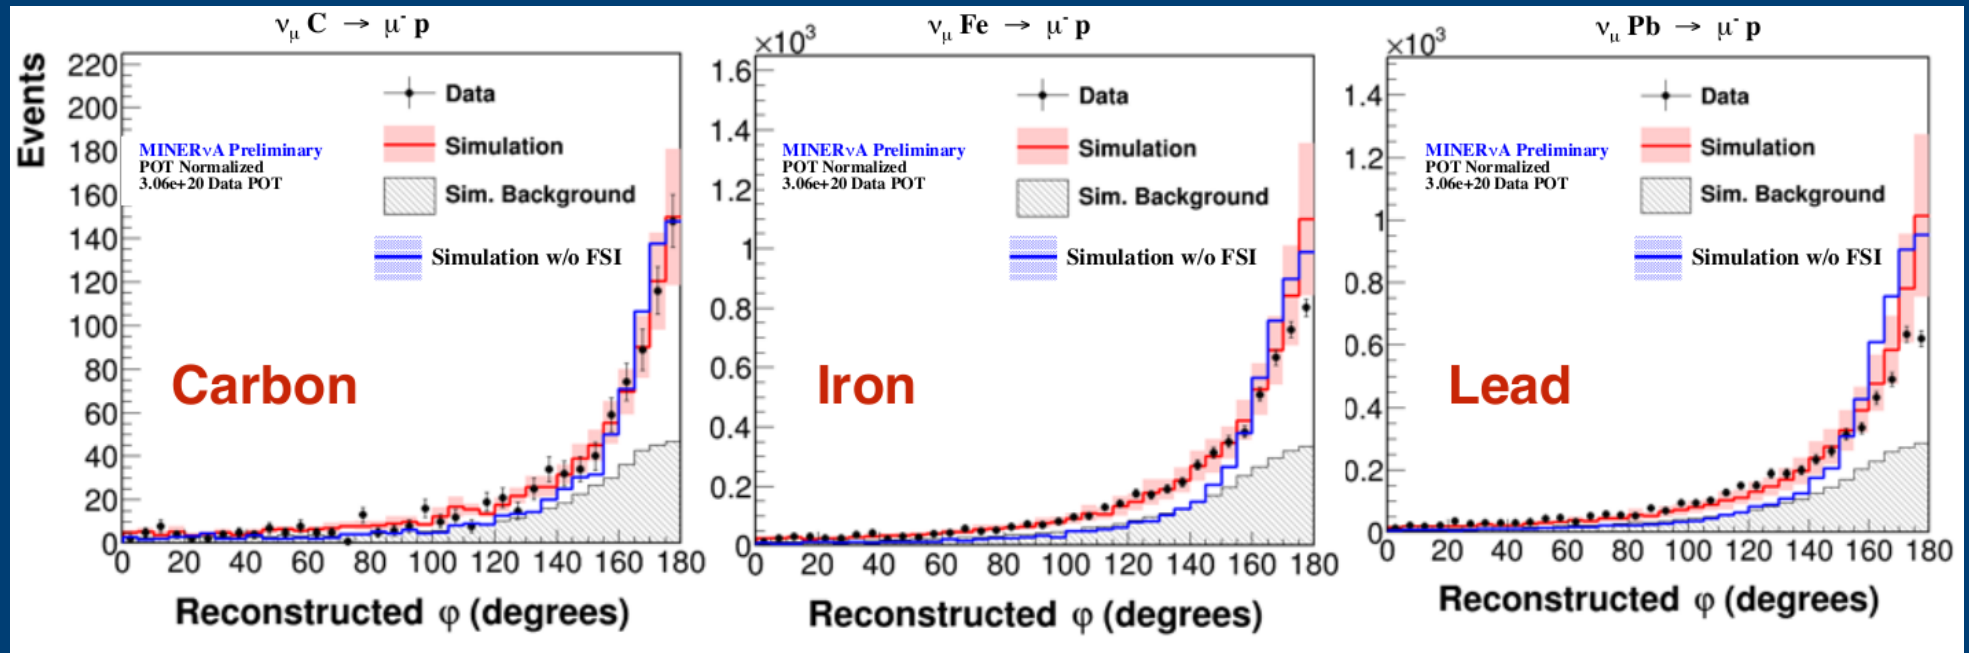 ν_μ C → μ⁻ p
Events
220
200
180
160
140
120
100
80
60
40
20
0
Data
Simulation
Sim. Background
Simulation w/o FSI
MINERνA Preliminary
POT Normalized
3.06e+20 Data POT
Carbon
0 20 40 60 80 100 120 140 160 180
Reconstructed φ (degrees)
ν_μ Fe → μ⁻ p
×10³
1.6
1.4
1.2
1
0.8
0.6
0.4
0.2
0
Data
Simulation
Sim. Background
Simulation w/o FSI
MINERνA Preliminary
POT Normalized
3.06e+20 Data POT
Iron
0 20 40 60 80 100 120 140 160 180
Reconstructed φ (degrees)
ν_μ Pb → μ⁻ p
×10³
1.4
1.2
1
0.8
0.6
0.4
0.2
0
Data
Simulation
Sim. Background
Simulation w/o FSI
MINERνA Preliminary
POT Normalized
3.06e+20 Data POT
Lead
0 20 40 60 80 100 120 140 160 180
Reconstructed φ (degrees)